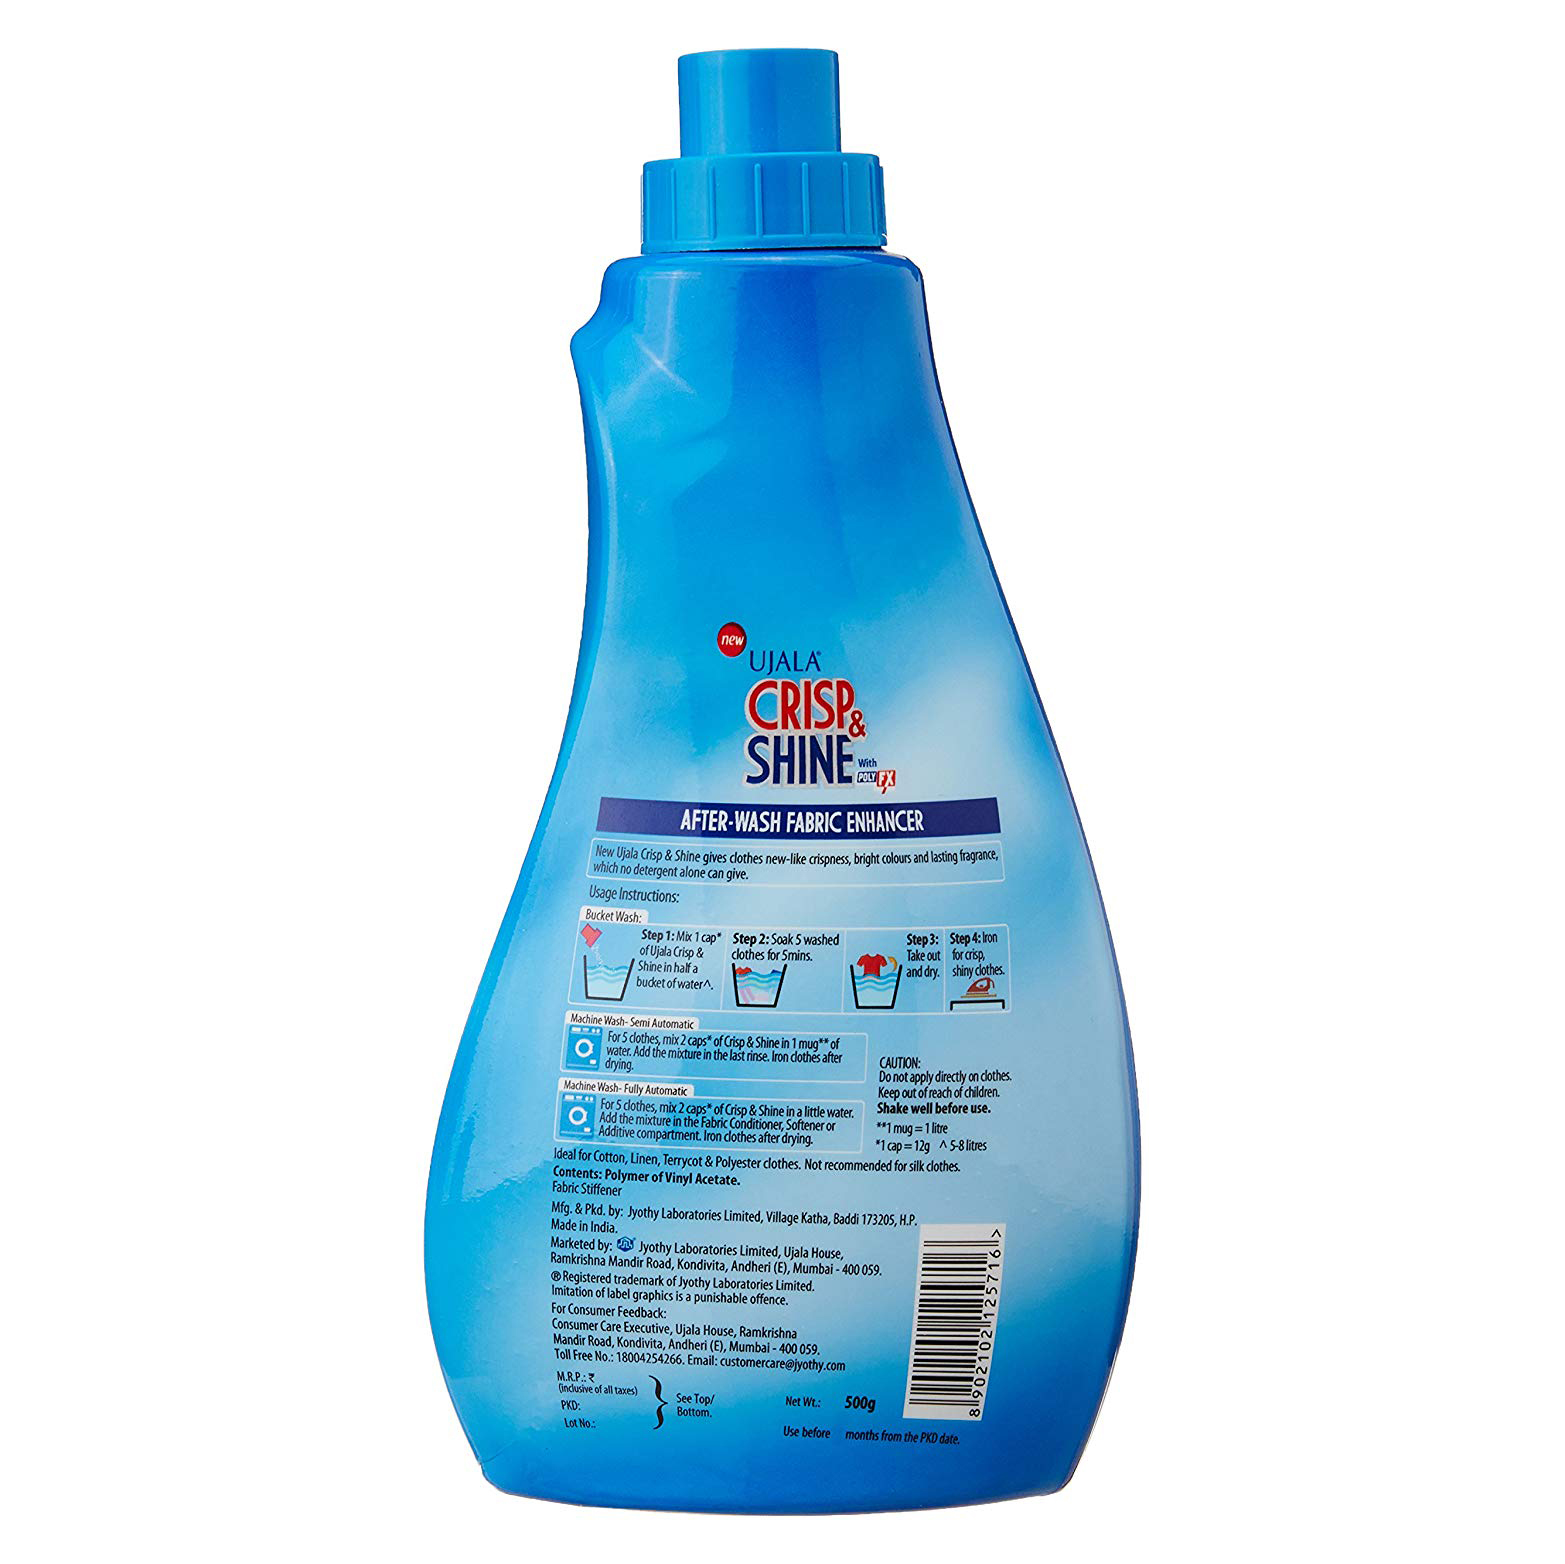 new
UJALA®
CRISP &
SHINE With
POLY FX
AFTER-WASH FABRIC ENHANCER
New Ujala Crisp & Shine gives clothes new-like crispness, bright colours and lasting fragrance,
which no detergent alone can give.
Usage Instructions:
Bucket Wash:
Step 1: Mix 1 cap*
of Ujala Crisp &
Shine in half a
bucket of water^.
Step 2: Soak 5 washed
clothes for 5mins.
Step 3:
Take out
and dry.
Step 4: Iron
for crisp,
shiny clothes.
Machine Wash- Semi Automatic
For 5 clothes, mix 2 caps* of Crisp & Shine in 1 mug** of
water. Add the mixture in the last rinse. Iron clothes after
drying.
Machine Wash- Fully Automatic
For 5 clothes, mix 2 caps* of Crisp & Shine in a little water.
Add the mixture in the Fabric Conditioner, Softener or
Additive compartment. Iron clothes after drying.
CAUTION:
Do not apply directly on clothes.
Keep out of reach of children.
Shake well before use.
**1 mug = 1 litre
*1 cap = 12g ^ 5-8 litres
Ideal for Cotton, Linen, Terrycot & Polyester clothes. Not recommended for silk clothes.
Contents: Polymer of Vinyl Acetate.
Fabric Stiffener
Mfg. & Pkd. by: Jyothy Laboratories Limited, Village Katha, Baddi 173205, H.P.
Made in India.
Marketed by: JLL Jyothy Laboratories Limited, Ujala House,
Ramkrishna Mandir Road, Kondivita, Andheri (E), Mumbai - 400 059.
® Registered trademark of Jyothy Laboratories Limited.
Imitation of label graphics is a punishable offence.
For Consumer Feedback:
Consumer Care Executive, Ujala House, Ramkrishna
Mandir Road, Kondivita, Andheri (E), Mumbai - 400 059.
Toll Free No.: 18004254266. Email: customercare@jyothy.com
M.R.P.: ₹
(inclusive of all taxes)
PKD:
Lot No.:
See Top/
Bottom.
Net Wt.: 500g
Use before months from the PKD date.
8 902102 125716 >